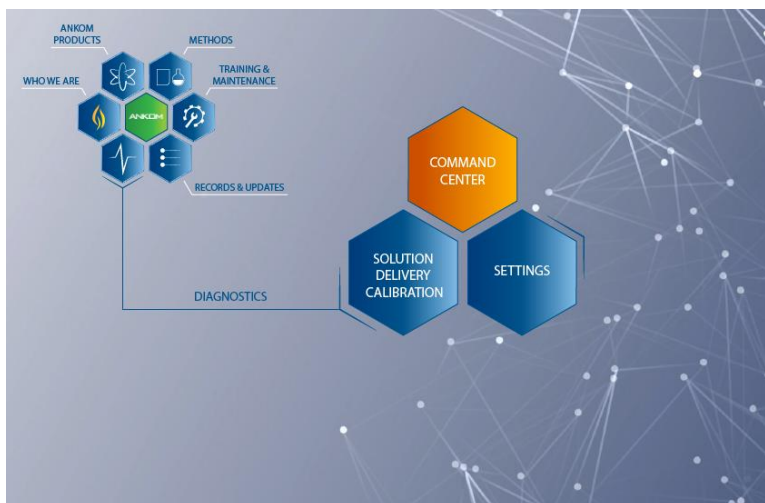 ANKOM
PRODUCTS
METHODS
WHO WE ARE
TRAINING &
MAINTENANCE
ANKOM
RECORDS & UPDATES
COMMAND
CENTER
SOLUTION
DELIVERY
CALIBRATION
SETTINGS
DIAGNOSTICS